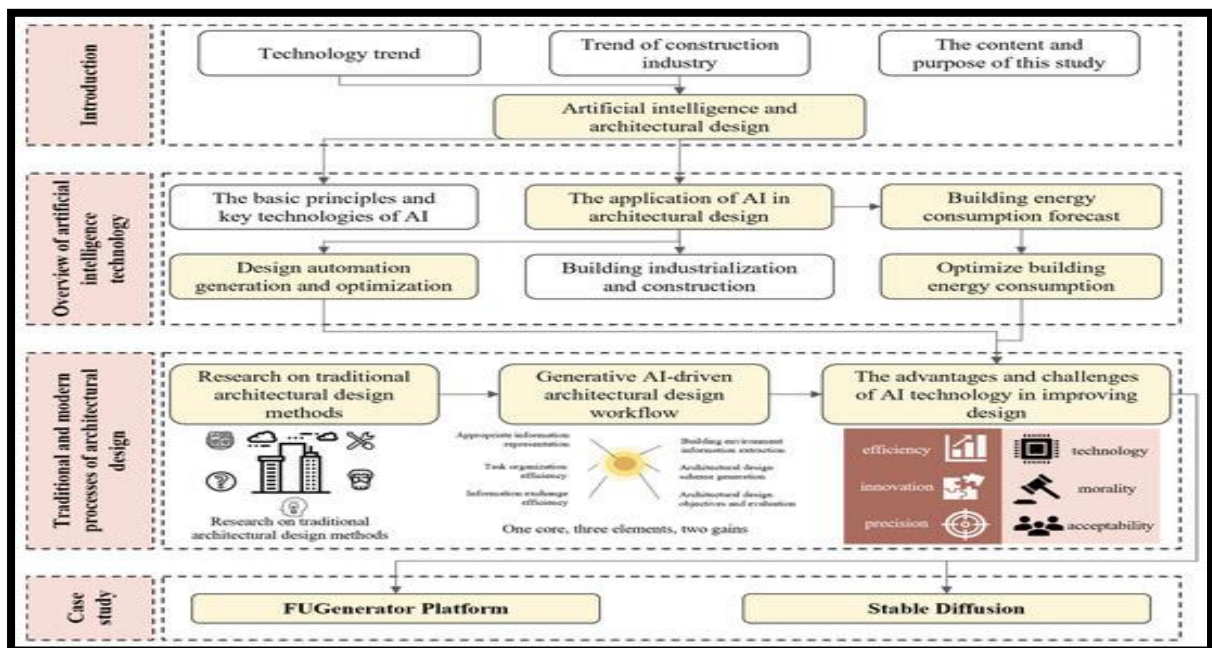 Introduction
Technology trend
Trend of construction
industry
The content and
purpose of this study
Artificial intelligence and
architectural design
Overview of artificial
intelligence
technology
The basic principles and
key technologies of AI
The application of AI in
architectural design
Building energy
consumption forecast
Design automation
generation and optimization
Building industrialization
and construction
Optimize building
energy consumption
Traditional and modern
processes of architectural
design
Research on traditional
architectural design
methods
Generative AI-driven
architectural design
workflow
The advantages and challenges
of AI technology in improving
design
Research on traditional
architectural design methods
Appropriate information
representation
Task organization
efficiency
Information exchange
efficiency
Building environment
information extraction
Architectural design
scheme generation
Architectural design
objectives and evaluation
One core, three elements, two gains
efficiency
innovation
precision
technology
morality
acceptability
Case
study
FUGenerator Platform
Stable Diffusion